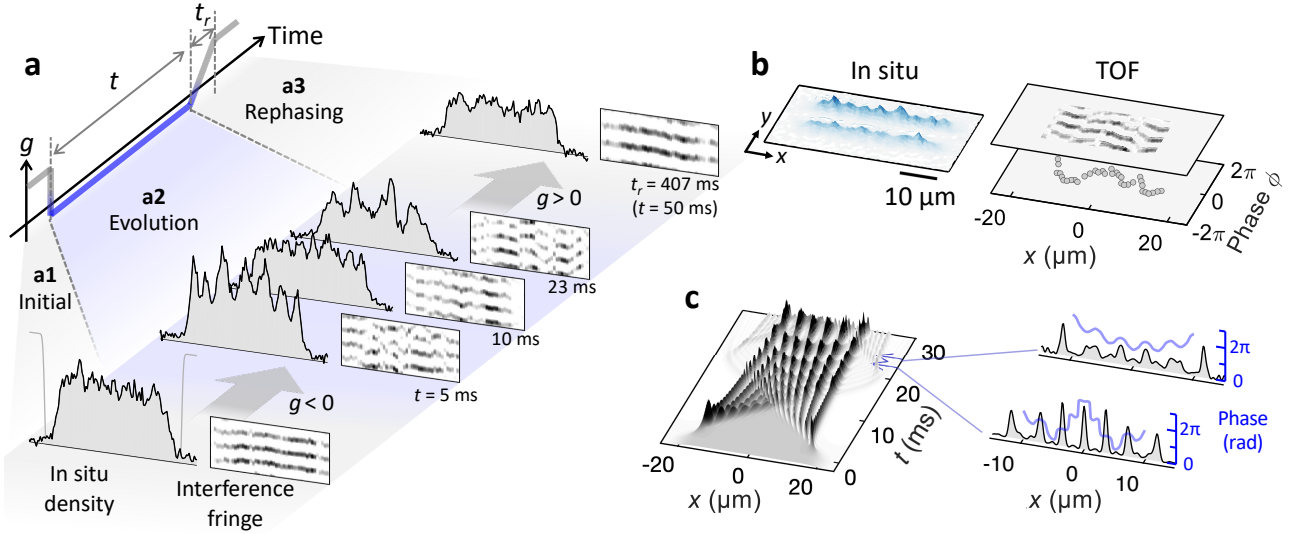 a
t
t_r
Time
g
a3
Rephasing
a2
Evolution
a1
Initial
g > 0
t_r = 407 ms
(t = 50 ms)
23 ms
10 ms
t = 5 ms
g < 0
In situ
density
Interference
fringe
b
In situ
TOF
y
x
10 μm
2π
0
-2π
Phase ϕ
-20
0
20
x (μm)
c
30
20
10
0
t (ms)
-20
0
20
x (μm)
2π
0
2π
0
Phase
(rad)
-10
0
10
x (μm)